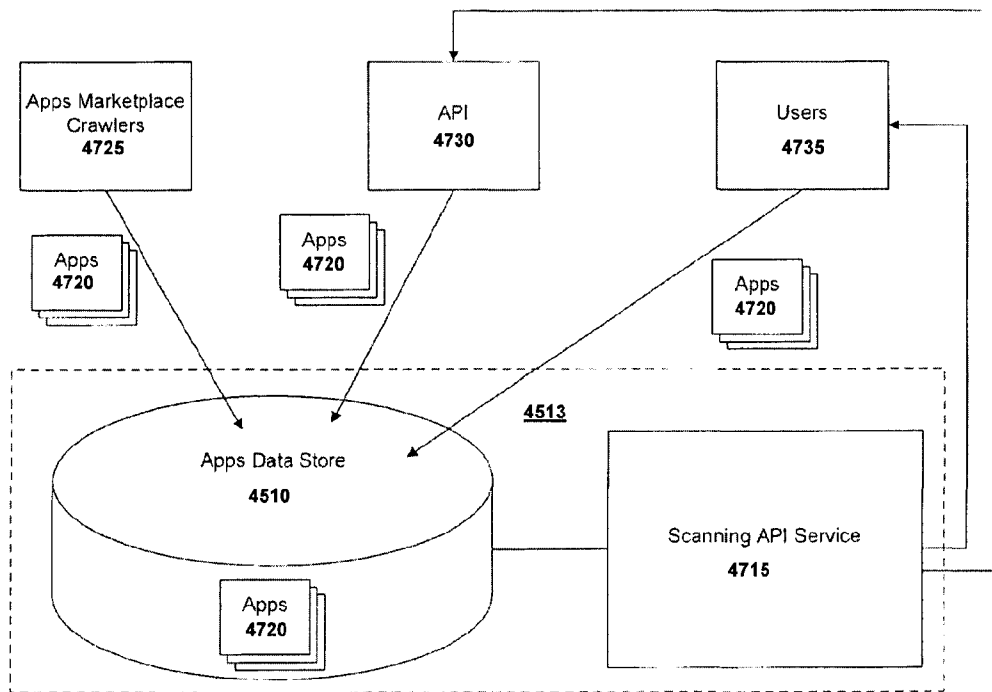 Apps Marketplace
Crawlers
4725
API
4730
Users
4735
Apps
4720
Apps
4720
Apps
4720
4513
Apps Data Store
4510
Scanning API Service
4715
Apps
4720